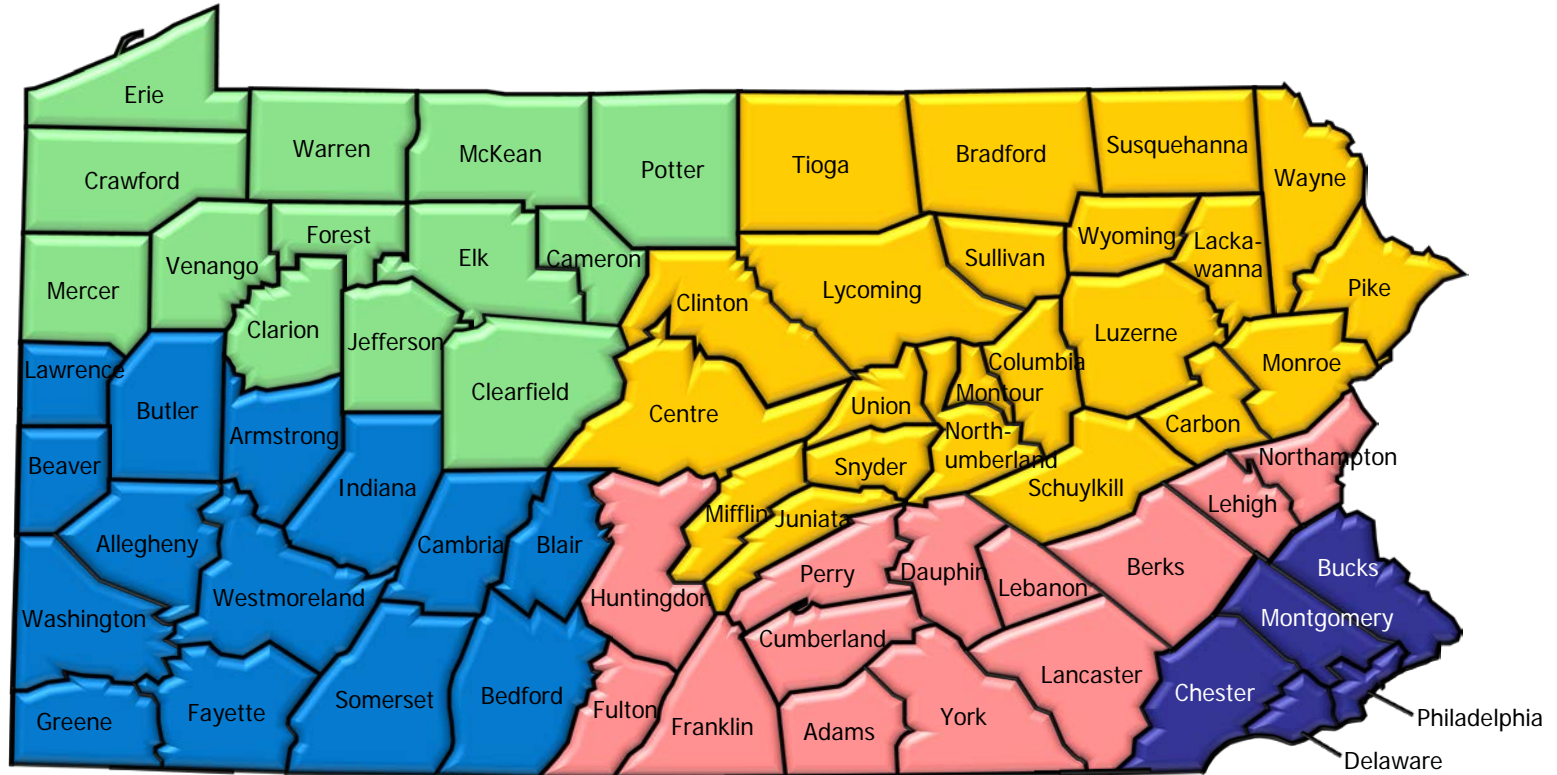 Erie
Warren
McKean
Potter
Tioga
Bradford
Susquehanna
Wayne
Crawford
Forest
Venango
Elk
Cameron
Sullivan
Wyoming
Lacka-
wanna
Pike
Mercer
Clarion
Jefferson
Clinton
Lycoming
Luzerne
Monroe
Lawrence
Butler
Clearfield
Centre
Union
Montour
Columbia
Carbon
Armstrong
Beaver
Indiana
Snyder
North-
umberland
Schuylkill
Northampton
Lehigh
Allegheny
Cambria
Blair
Mifflin
Juniata
Perry
Dauphin
Lebanon
Berks
Bucks
Washington
Westmoreland
Huntingdon
Cumberland
Montgomery
Lancaster
Greene
Fayette
Somerset
Bedford
Fulton
Franklin
Adams
York
Chester
Philadelphia
Delaware